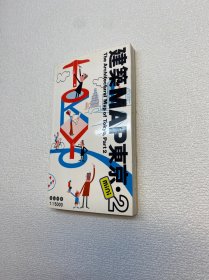 建築MAP東京・2
mini
The Architectural Map of Tokyo, Part 2
TOKYO
1:15000